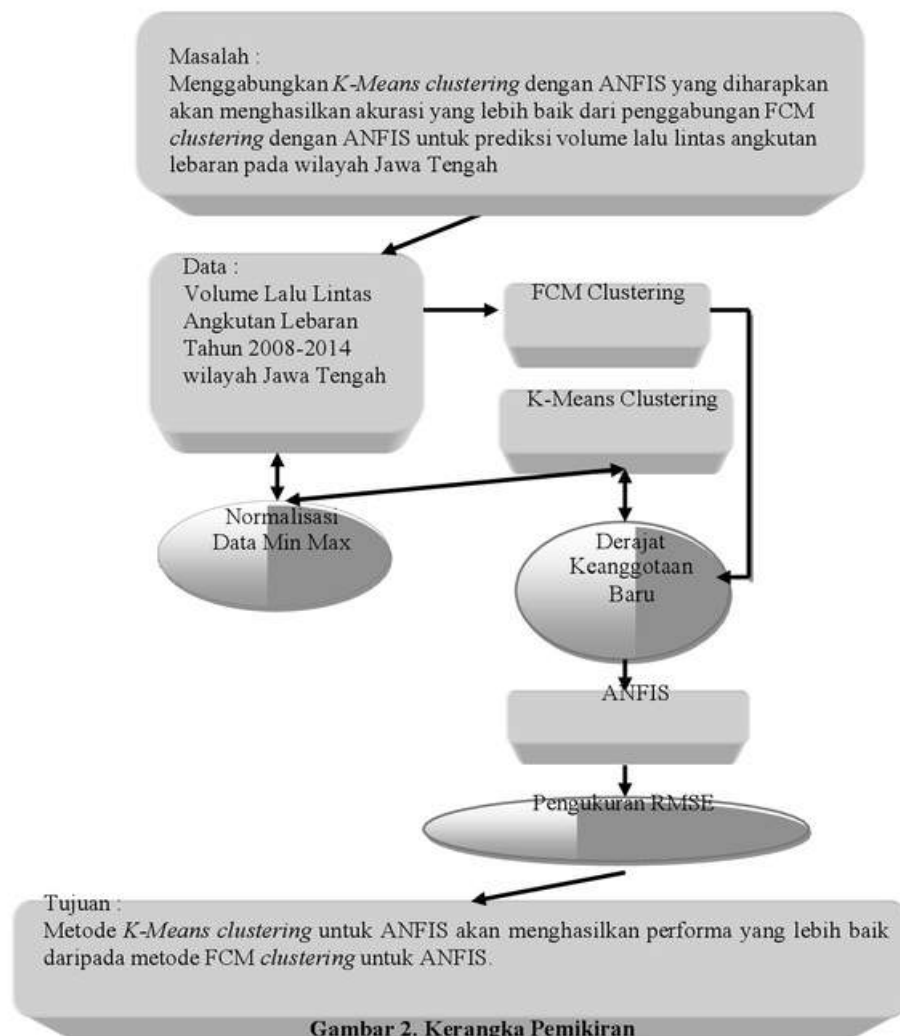 Masalah :
Menggabungkan K-Means clustering dengan ANFIS yang diharapkan
akan menghasilkan akurasi yang lebih baik dari penggabungan FCM
clustering dengan ANFIS untuk prediksi volume lalu lintas angkutan
lebaran pada wilayah Jawa Tengah
Data :
Volume Lalu Lintas
Angkutan Lebaran
Tahun 2008-2014
wilayah Jawa Tengah
FCM Clustering
K-Means Clustering
Normalisasi
Data Min Max
Derajat
Keanggotaan
Baru
ANFIS
Pengukuran RMSE
Tujuan :
Metode K-Means clustering untuk ANFIS akan menghasilkan performa yang lebih baik
daripada metode FCM clustering untuk ANFIS.
Gambar 2. Kerangka Pemikiran